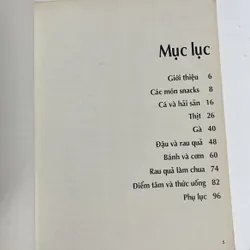 Mục lục
Giới thiệu 6
Các món snacks 8
Cá và hải sản 16
Thịt 26
Gà 40
Đậu và rau quả 48
Bánh và cơm 60
Rau quả làm chua 74
Điểm tâm và thức uống 82
Phụ lục 96